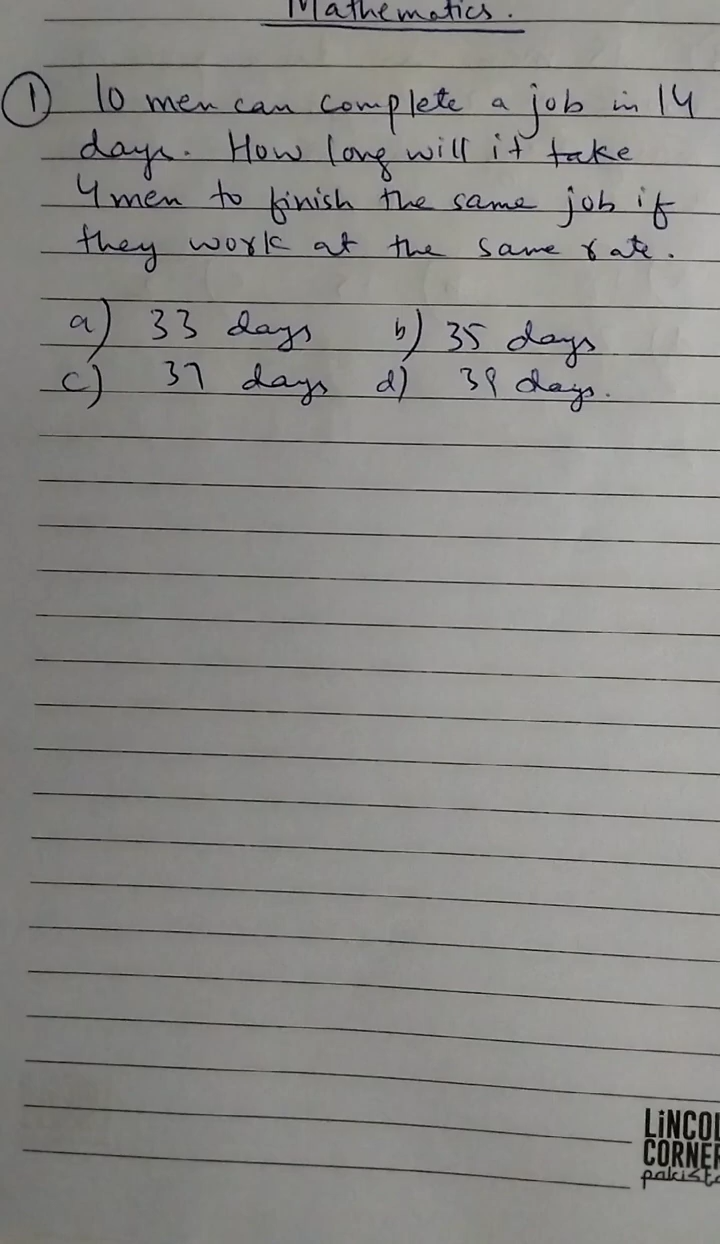 Mathematics.
① 10 men can complete a job in 14
days. How long will it take
4 men to finish the same job if
they work at the same rate.
a) 33 days b) 35 days
c) 37 days d) 39 days.
LINCOL
CORNER
pakista